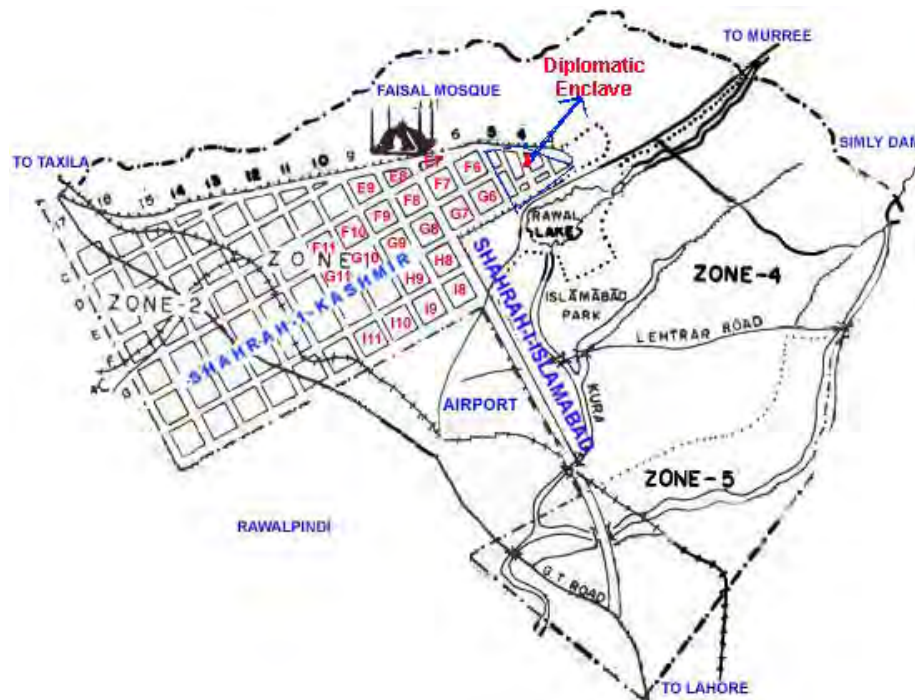 TO MURREE
Diplomatic
Enclave
FAISAL MOSQUE
SIMLY DAM
TO TAXILA
17
16
15
14
13
12
11
10
9
6
5
4
E7
E8
E9
F6
F7
F8
F9
F10
F11
G6
G7
G8
G9
G10
G11
H8
H9
I8
I9
I10
I11
RAWAL
LAKE
ZONE
ZONE-2
SHAHRAH-I-KASHMIR
SHAHRAH-I-ISLAMABAD
ISLAMABAD
PARK
ZONE-4
LEHTRAR ROAD
KURA
AIRPORT
ZONE-5
RAWALPINDI
G.T. ROAD
TO LAHORE
C
D
E
F
G